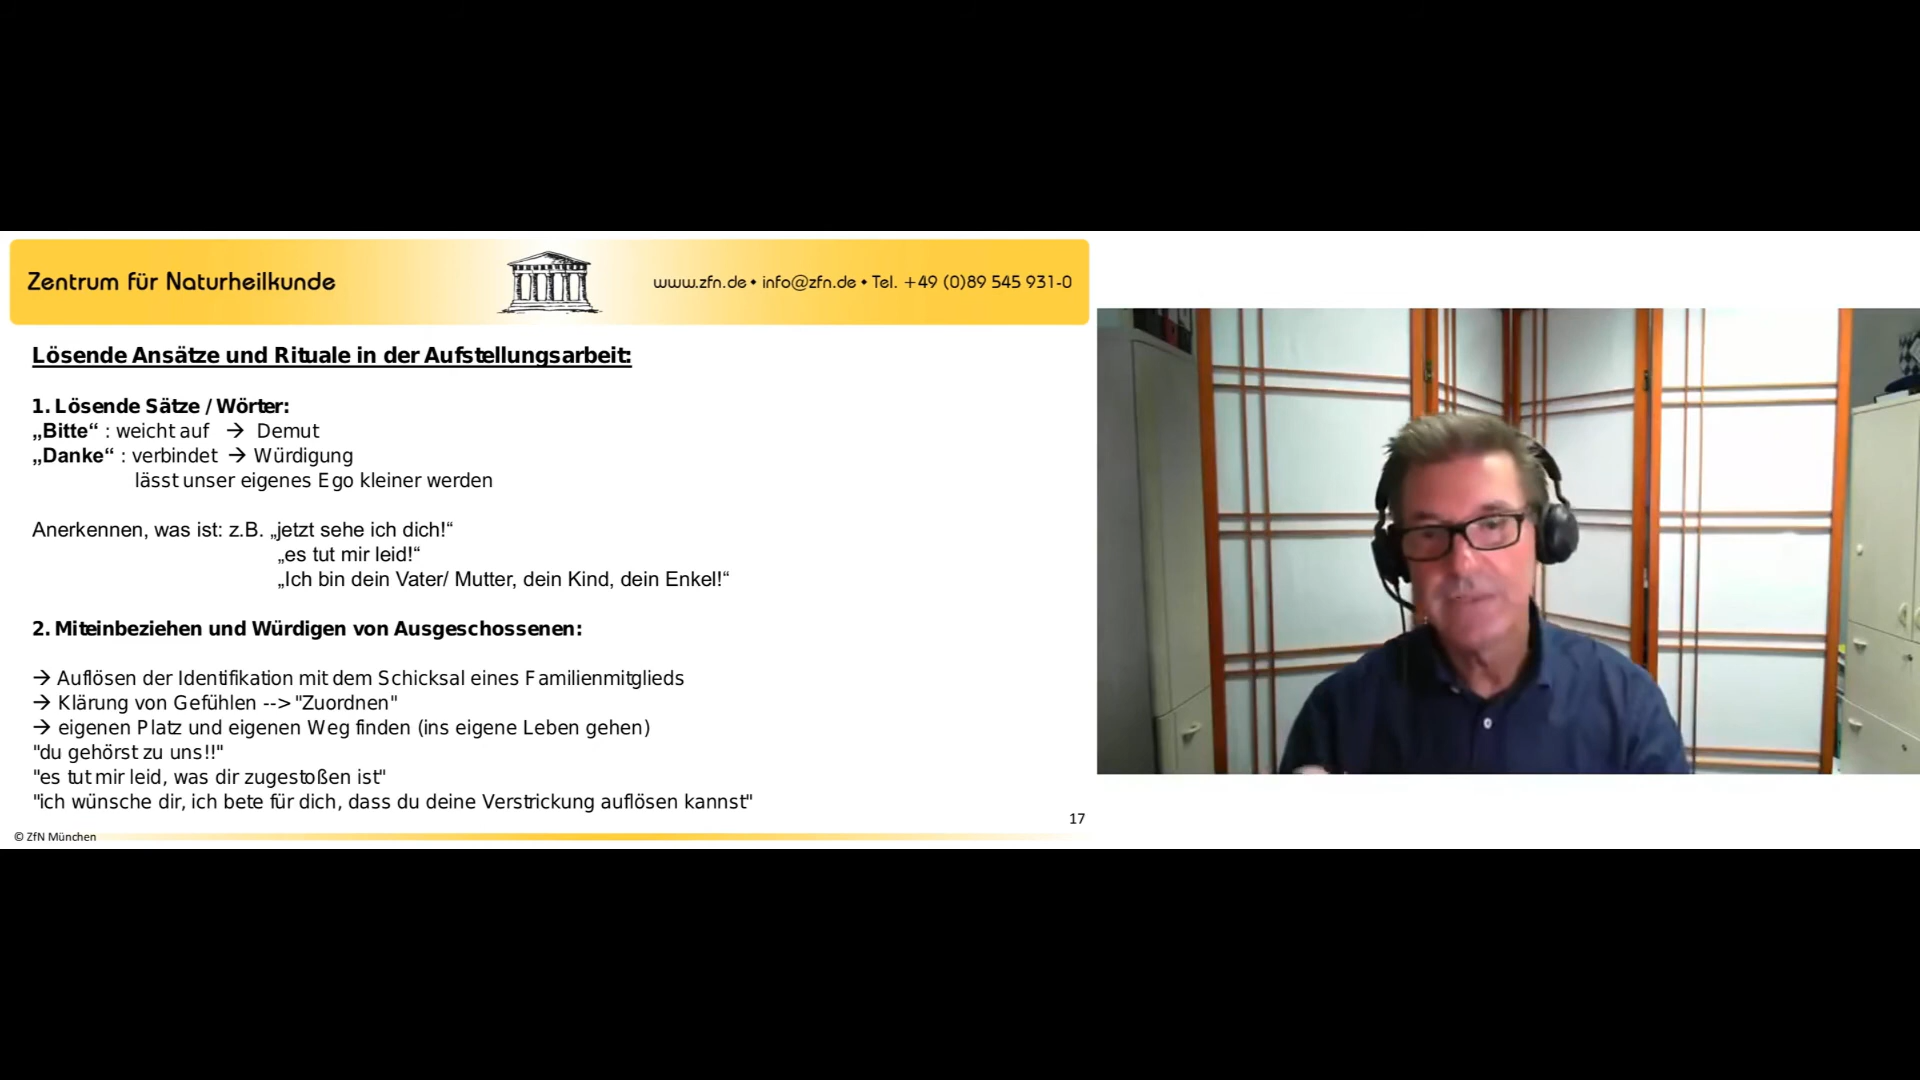 Zentrum für Naturheilkunde
www.zfn.de • info@zfn.de • Tel. +49 (0)89 545 931-0
Lösende Ansätze und Rituale in der Aufstellungsarbeit:
1. Lösende Sätze / Wörter:
„Bitte“ : weicht auf → Demut
„Danke“ : verbindet → Würdigung
lässt unser eigenes Ego kleiner werden
Anerkennen, was ist: z.B. „jetzt sehe ich dich!“
„es tut mir leid!“
„Ich bin dein Vater/ Mutter, dein Kind, dein Enkel!“
2. Miteinbeziehen und Würdigen von Ausgeschossenen:
→ Auflösen der Identifikation mit dem Schicksal eines Familienmitglieds
→ Klärung von Gefühlen --> "Zuordnen"
→ eigenen Platz und eigenen Weg finden (ins eigene Leben gehen)
"du gehörst zu uns!!"
"es tut mir leid, was dir zugestoßen ist"
"ich wünsche dir, ich bete für dich, dass du deine Verstrickung auflösen kannst"
17
© ZfN München